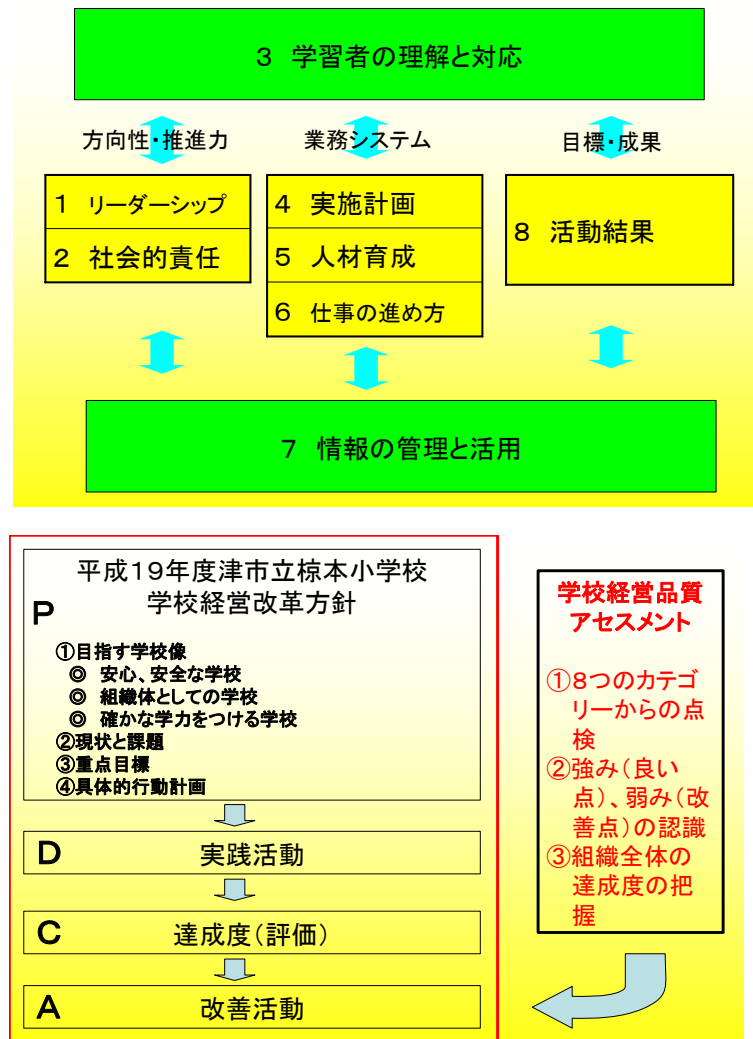 3 学習者の理解と対応
方向性・推進力
業務システム
目標・成果
1 リーダーシップ
2 社会的責任
4 実施計画
5 人材育成
6 仕事の進め方
8 活動結果
7 情報の管理と活用
P
平成19年度津市立椋本小学校
学校経営改革方針
①目指す学校像
◎ 安心、安全な学校
◎ 組織体としての学校
◎ 確かな学力をつける学校
②現状と課題
③重点目標
④具体的行動計画
D 実践活動
C 達成度(評価)
A 改善活動
学校経営品質
アセスメント
①8つのカテゴ
リーからの点
検
②強み(良い
点)、弱み(改
善点)の認識
③組織全体の
達成度の把
握